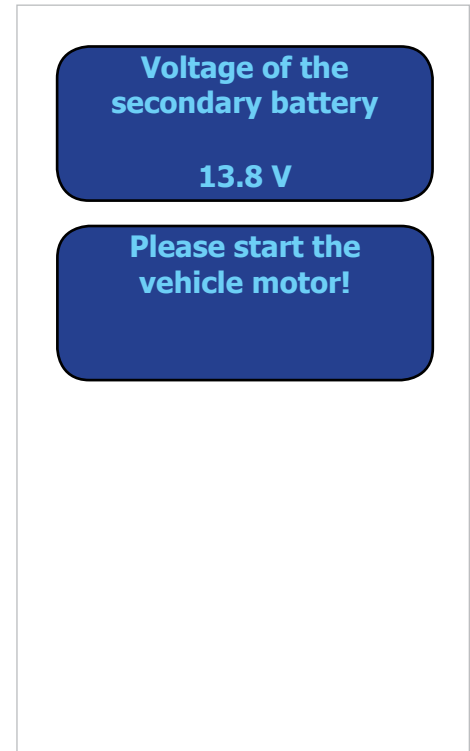 Voltage of the
secondary battery
13.8 V
Please start the
vehicle motor!